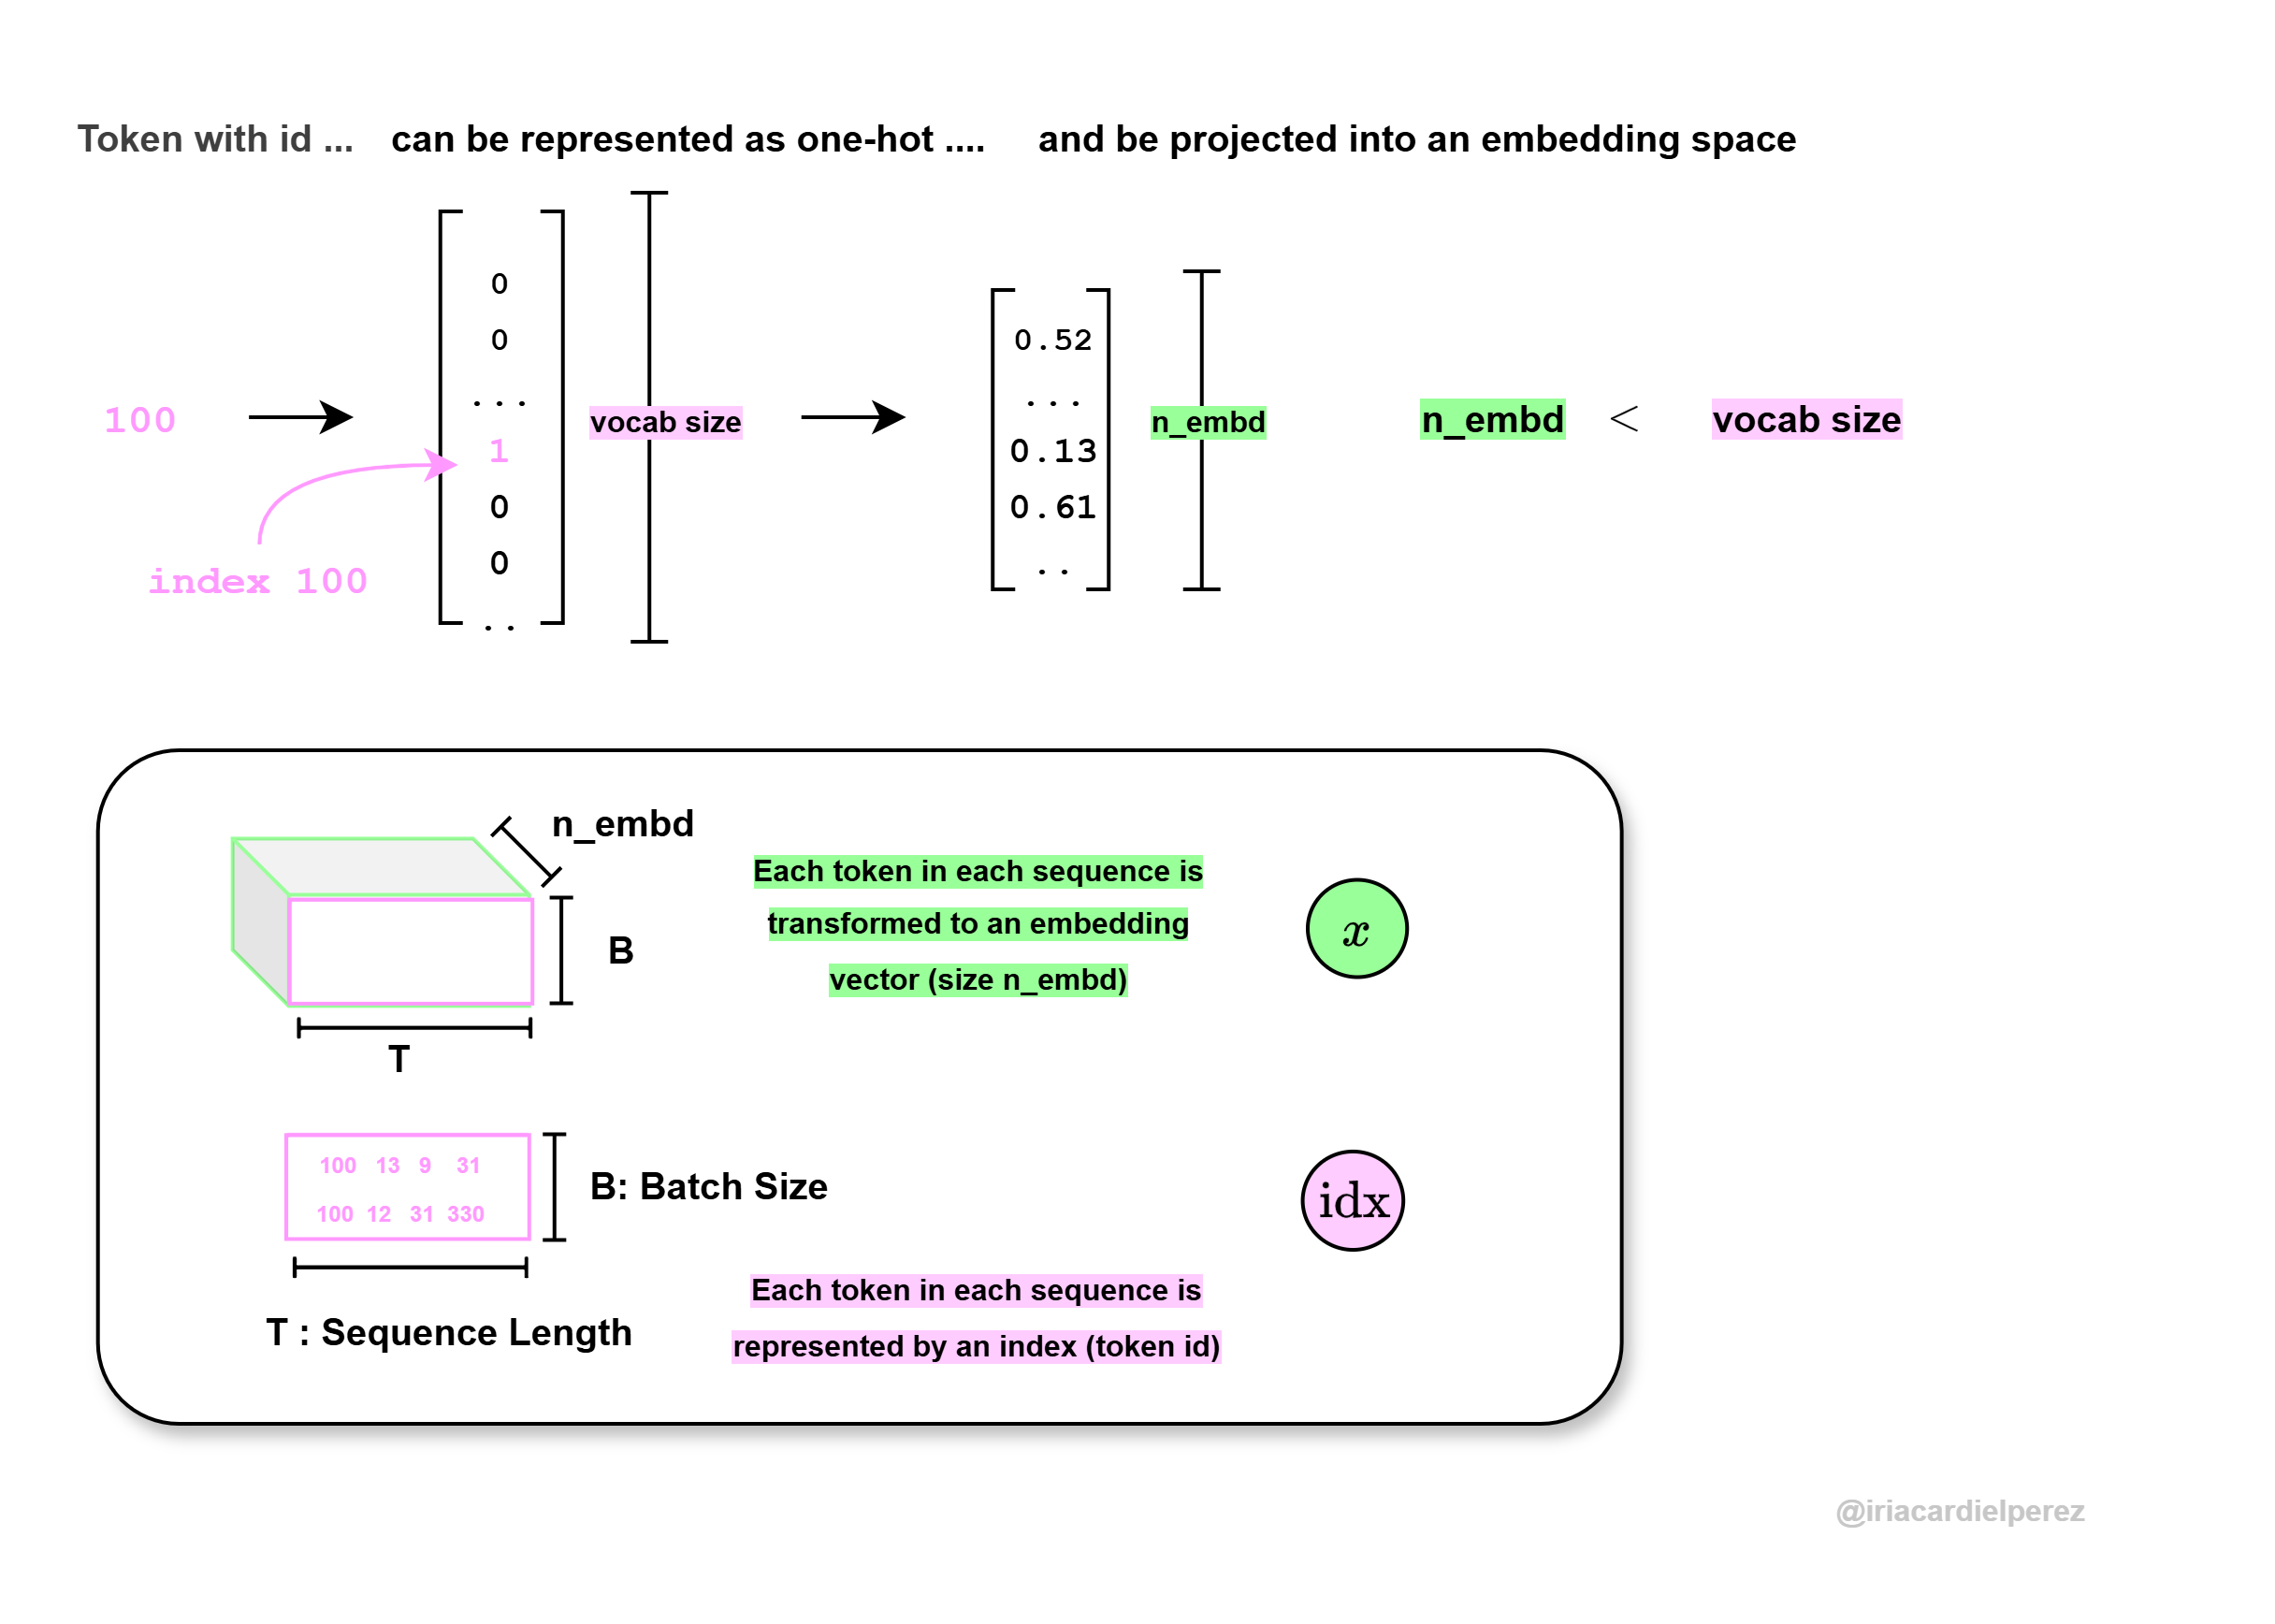 Token with id ... can be represented as one-hot .... and be projected into an embedding space
0
0
...
1
0
0
..
100
index 100
vocab size
0.52
...
0.13
0.61
..
n_embd
n_embd < vocab size
n_embd
B
T
Each token in each sequence is
transformed to an embedding
vector (size n_embd)
x
100 13 9 31
100 12 31 330
B: Batch Size
T : Sequence Length
idx
Each token in each sequence is
represented by an index (token id)
@iriacardielperez